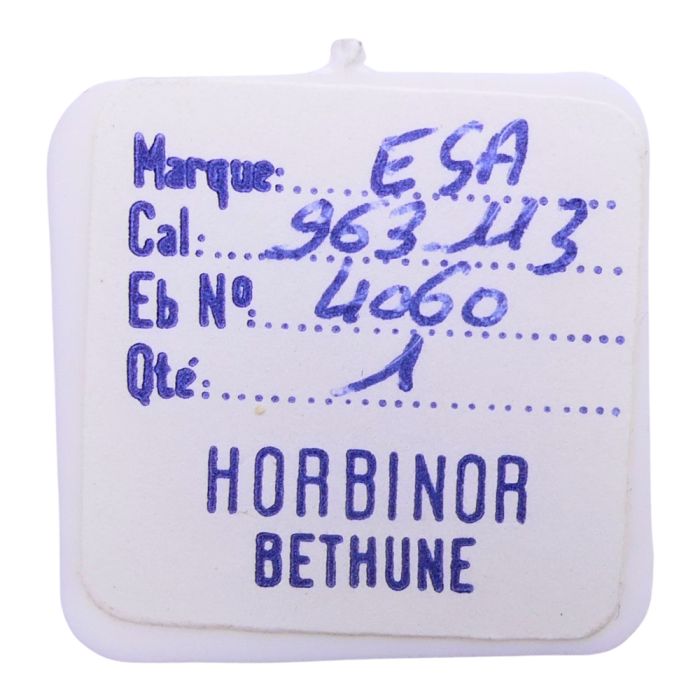 Marque: ESA
Cal: 963.113
Eb Nº: 4060
Qté: 1
HORBINOR
BETHUNE